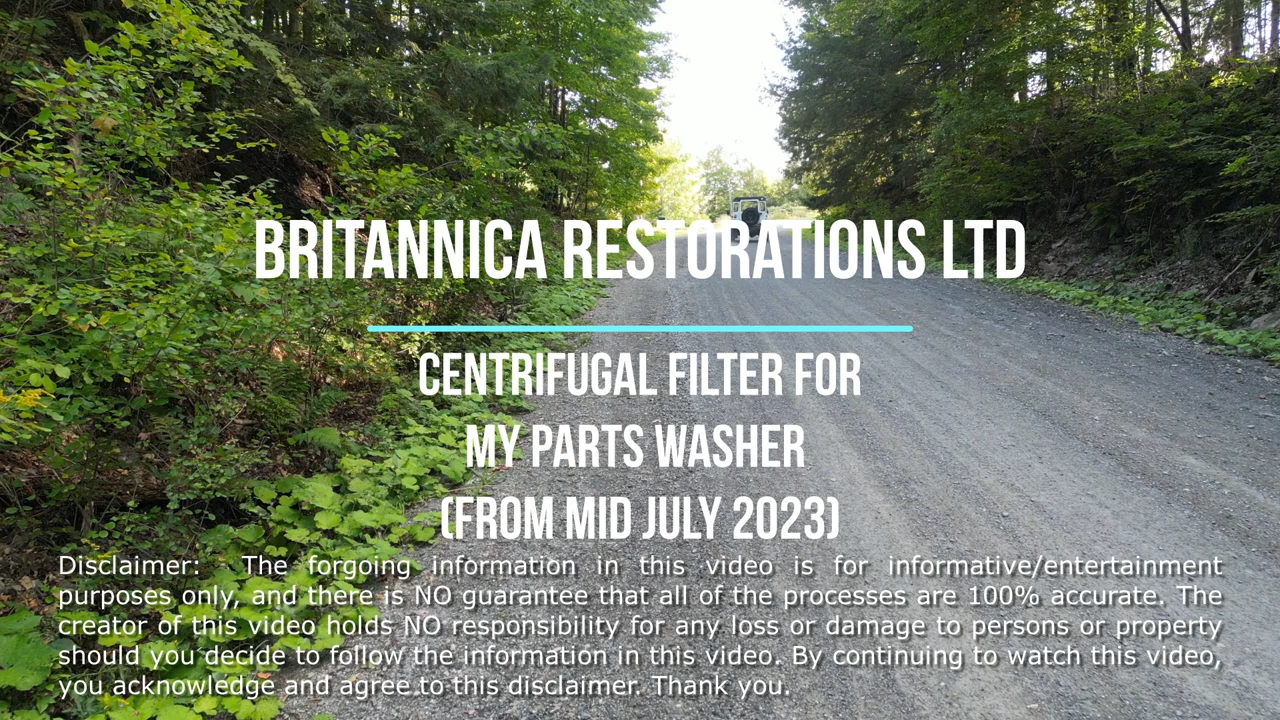 BRITANNICA RESTORATIONS LTD
CENTRIFUGAL FILTER FOR
MY PARTS WASHER
(FROM MID JULY 2023)
Disclaimer: The forgoing information in this video is for informative/entertainment
purposes only, and there is NO guarantee that all of the processes are 100% accurate. The
creator of this video holds NO responsibility for any loss or damage to persons or property
should you decide to follow the information in this video. By continuing to watch this video,
you acknowledge and agree to this disclaimer. Thank you.